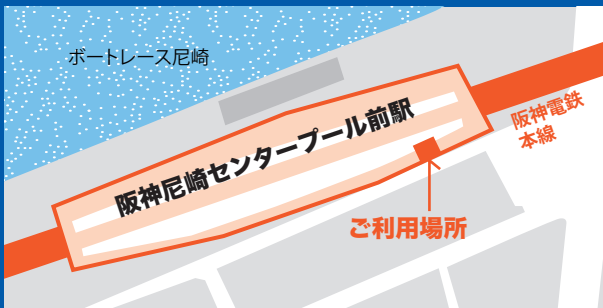 ボートレース尼崎
阪神尼崎センタープール前駅
阪神電鉄
本線
ご利用場所